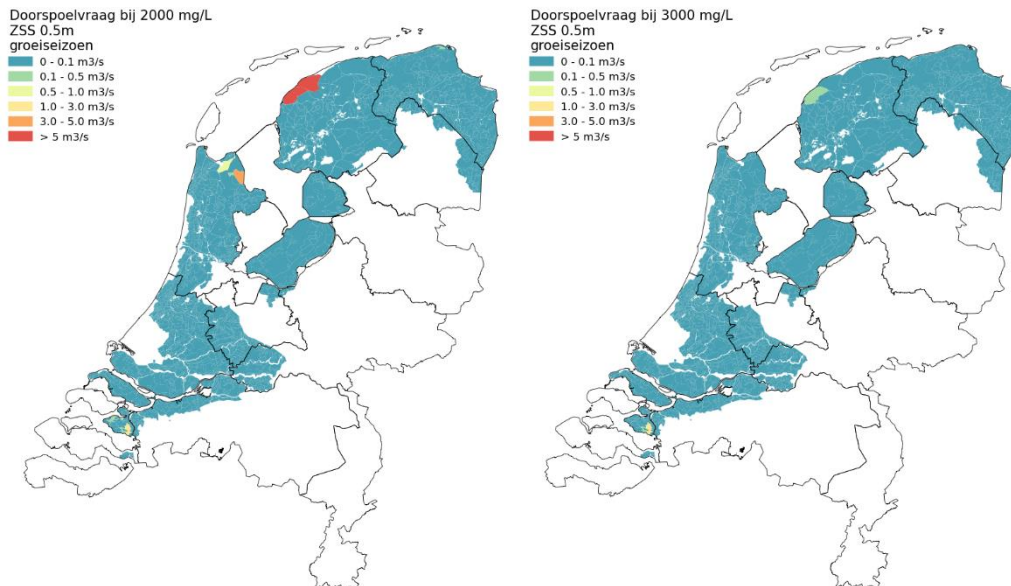 Doorspoelvraag bij 2000 mg/L
ZSS 0.5m
groeiseizoen
0 - 0.1 m3/s
0.1 - 0.5 m3/s
0.5 - 1.0 m3/s
1.0 - 3.0 m3/s
3.0 - 5.0 m3/s
> 5 m3/s
Doorspoelvraag bij 3000 mg/L
ZSS 0.5m
groeiseizoen
0 - 0.1 m3/s
0.1 - 0.5 m3/s
0.5 - 1.0 m3/s
1.0 - 3.0 m3/s
3.0 - 5.0 m3/s
> 5 m3/s